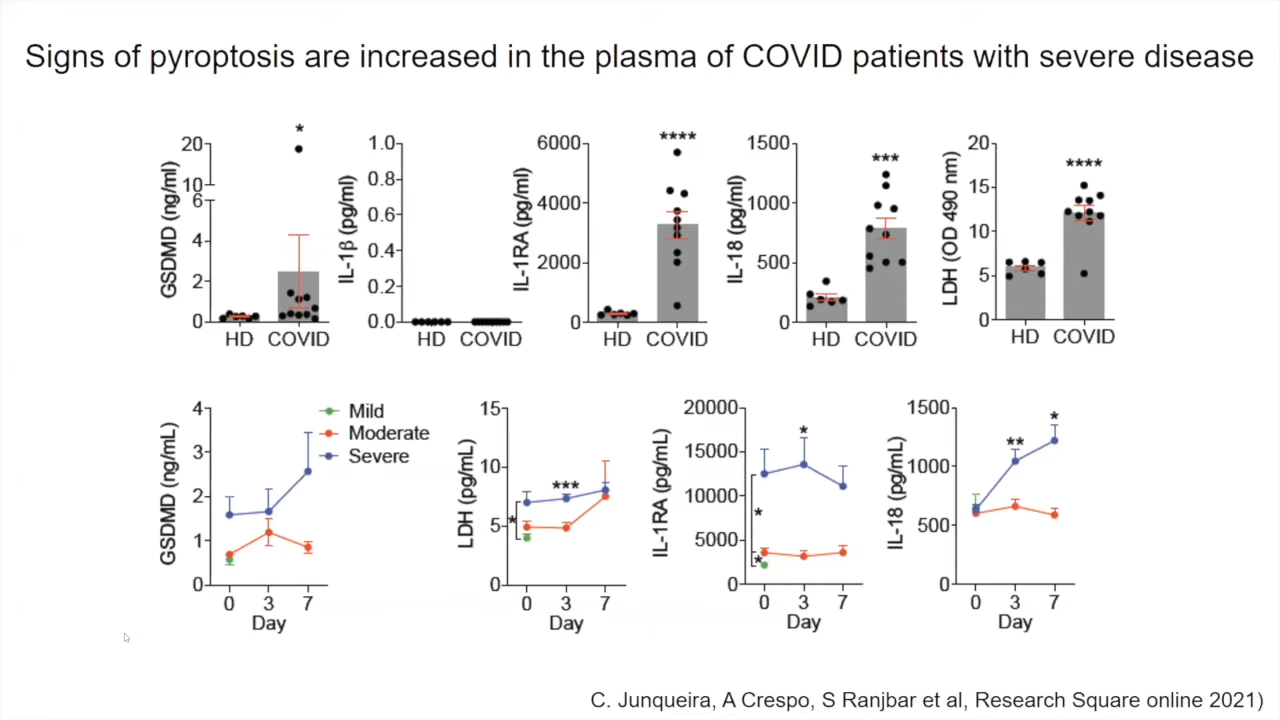 Signs of pyroptosis are increased in the plasma of COVID patients with severe disease
GSDMD (ng/ml)
20
10
6
4
2
0
*
HD COVID
IL-1β (pg/ml)
1.0
0.8
0.6
0.4
0.2
0.0
HD COVID
IL-1RA (pg/ml)
6000
4000
2000
0
****
HD COVID
IL-18 (pg/ml)
1500
1000
500
0
***
HD COVID
LDH (OD 490 nm)
20
15
10
5
0
****
HD COVID
GSDMD (ng/mL)
4
3
2
1
0
0 3 7
Day
Mild
Moderate
Severe
LDH (pg/mL)
15
10
5
0
*
***
0 3 7
Day
IL-1RA (pg/mL)
20000
15000
10000
5000
0
*
*
*
0 3 7
Day
IL-18 (pg/mL)
1500
1000
500
0
**
*
0 3 7
Day
C. Junqueira, A Crespo, S Ranjbar et al, Research Square online 2021)